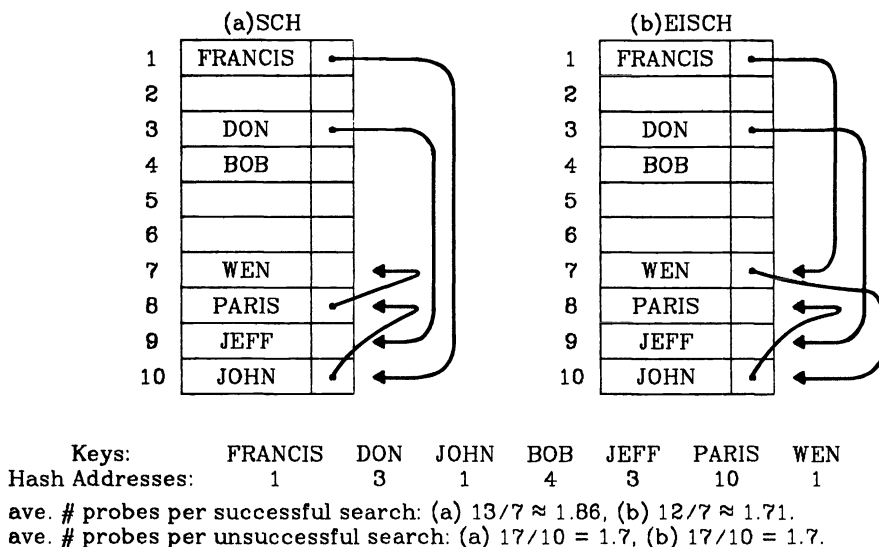 (a)SCH (b)EISCH
1 FRANCIS 1 FRANCIS
2 2
3 DON 3 DON
4 BOB 4 BOB
5 5
6 6
7 WEN 7 WEN
8 PARIS 8 PARIS
9 JEFF 9 JEFF
10 JOHN 10 JOHN
Keys: FRANCIS DON JOHN BOB JEFF PARIS WEN
Hash Addresses: 1 3 1 4 3 10 1
ave. # probes per successful search: (a) 13/7 ≈ 1.86, (b) 12/7 ≈ 1.71.
ave. # probes per unsuccessful search: (a) 17/10 = 1.7, (b) 17/10 = 1.7.